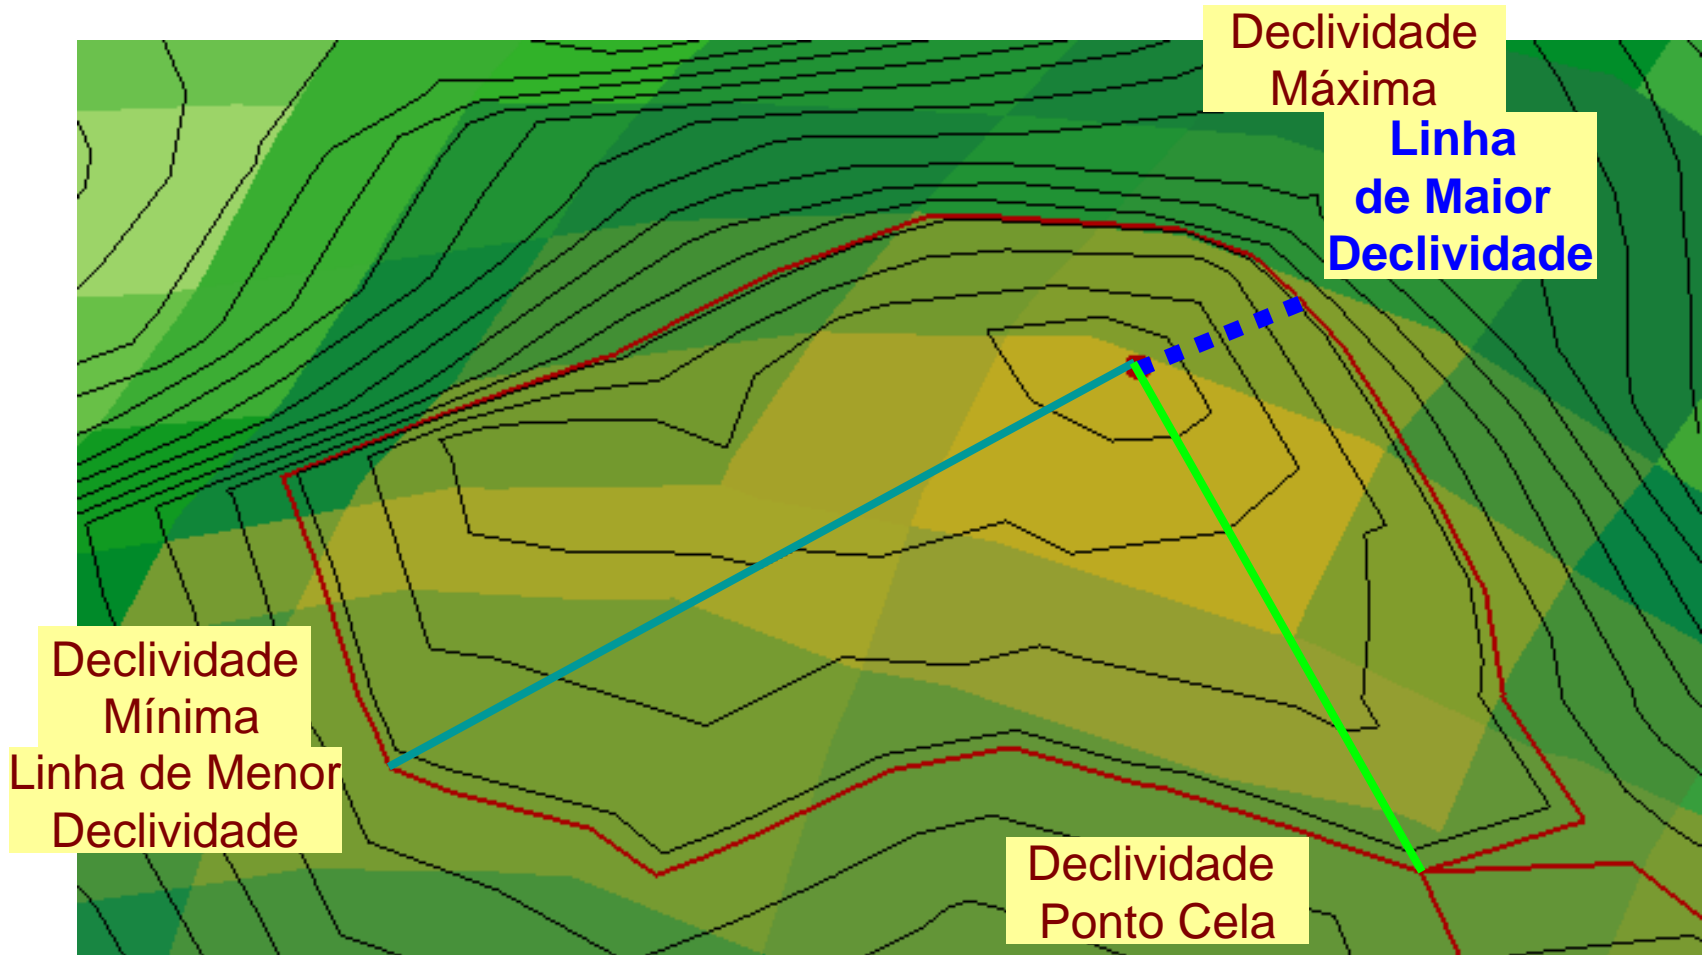 Declividade
Máxima
Linha
de Maior
Declividade
Declividade
Mínima
Linha de Menor
Declividade
Declividade
Ponto Cela